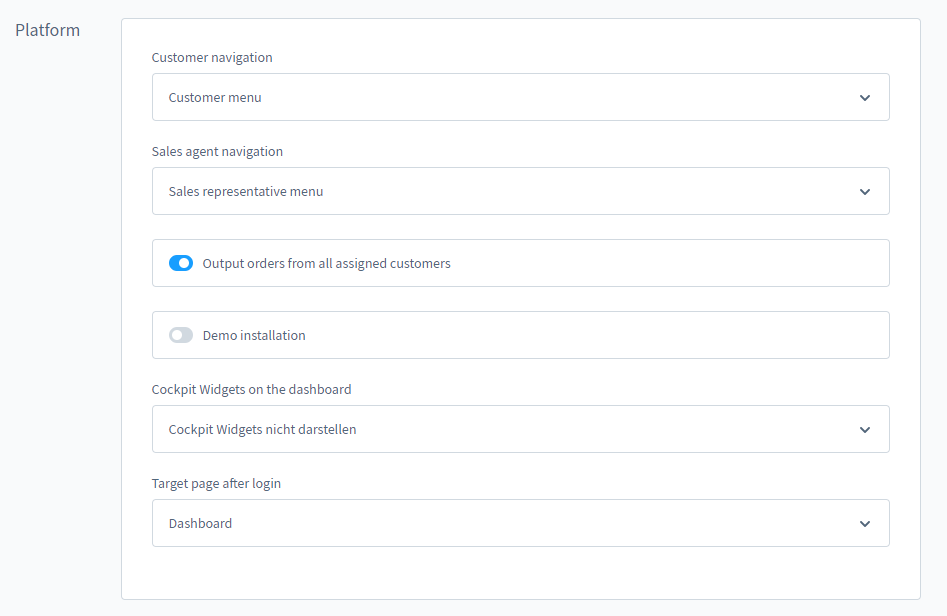 Platform
Customer navigation
Customer menu
Sales agent navigation
Sales representative menu
Output orders from all assigned customers
Demo installation
Cockpit Widgets on the dashboard
Cockpit Widgets nicht darstellen
Target page after login
Dashboard